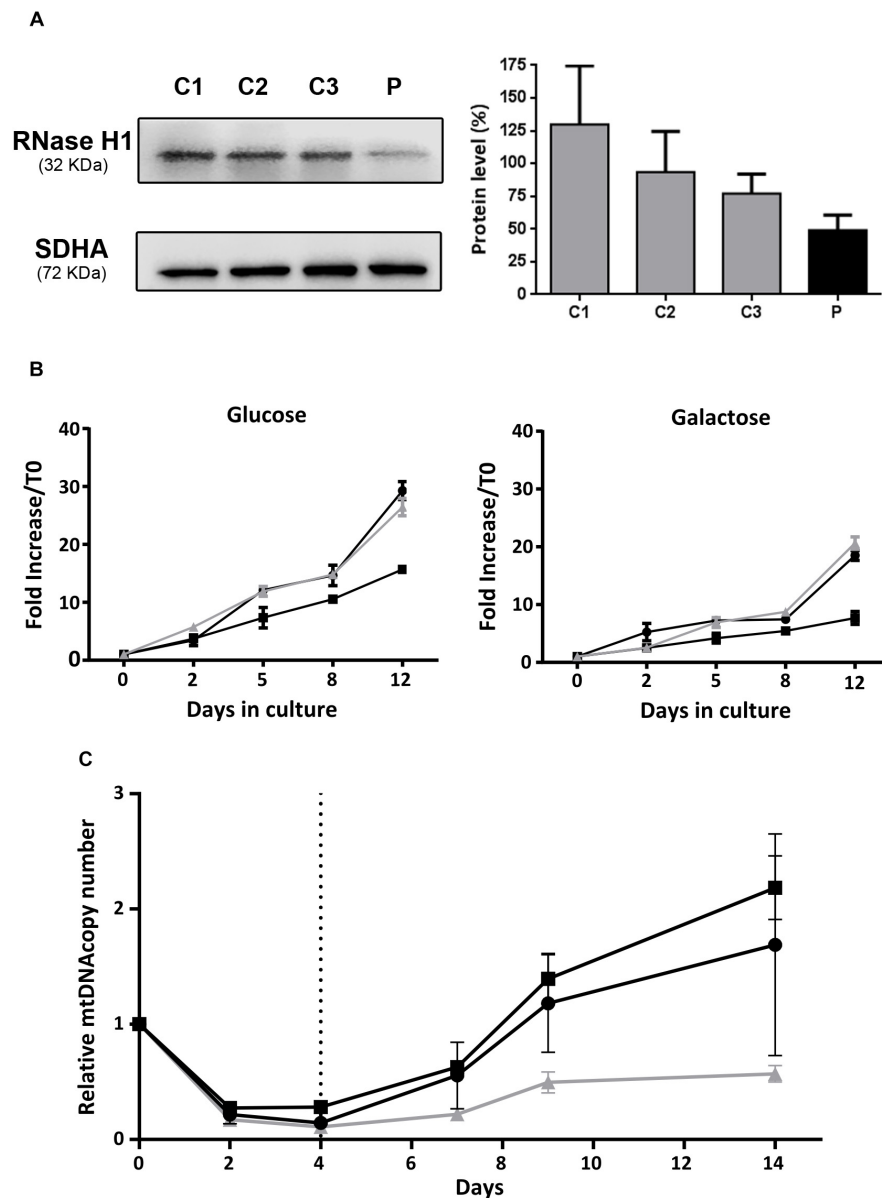 A
C1 C2 C3 P
RNase H1
(32 KDa)
SDHA
(72 KDa)
Protein level (%)
175
150
125
100
75
50
25
0
C1 C2 C3 P
B
Glucose
Fold Increase/T0
40
30
20
10
0
0 2 5 8 12
Days in culture
Galactose
Fold Increase/T0
40
30
20
10
0
0 2 5 8 12
Days in culture
C
Relative mtDNAcopy number
3
2
1
0
0 2 4 6 8 10 12 14
Days